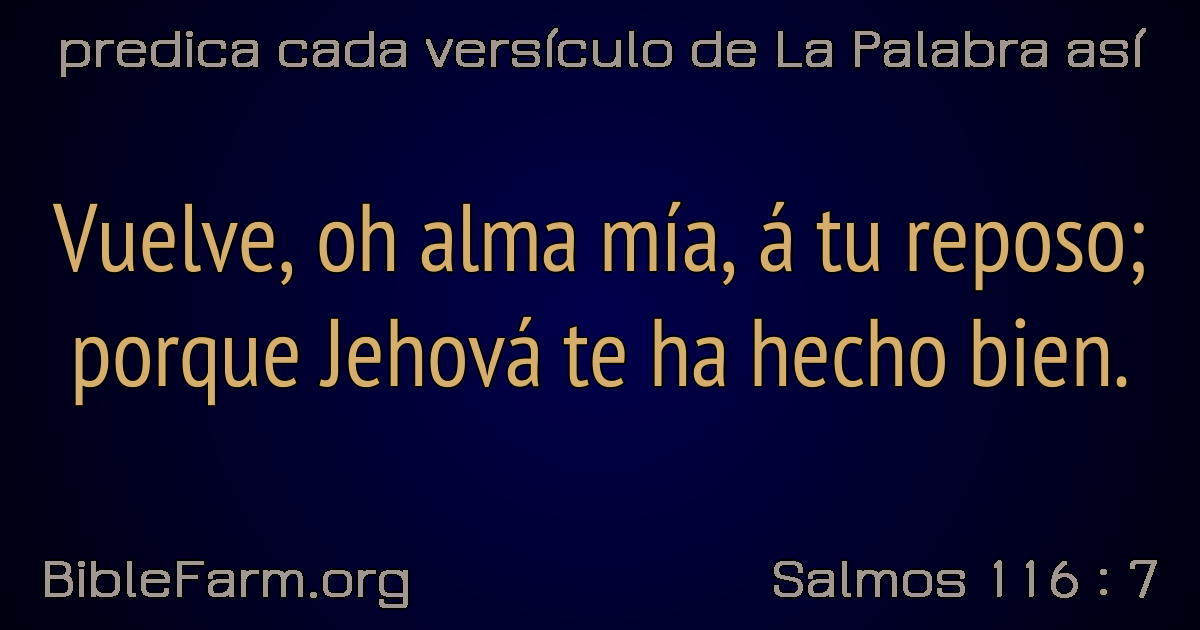 predica cada versículo de La Palabra así
Vuelve, oh alma mía, á tu reposo;
porque Jehová te ha hecho bien.
BibleFarm.org
Salmos 116 : 7